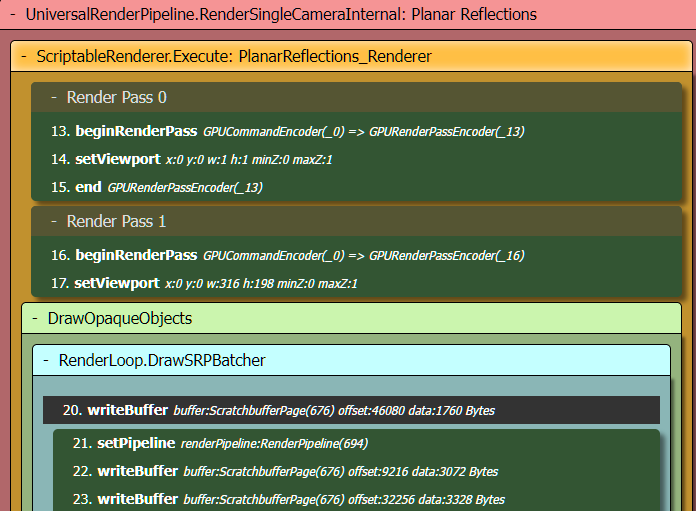 - UniversalRenderPipeline.RenderSingleCameraInternal: Planar Reflections
- ScriptableRenderer.Execute: PlanarReflections_Renderer
- Render Pass 0
13. beginRenderPass GPUCommandEncoder(_0) => GPURenderPassEncoder(_13)
14. setViewport x:0 y:0 w:1 h:1 minZ:0 maxZ:1
15. end GPURenderPassEncoder(_13)
- Render Pass 1
16. beginRenderPass GPUCommandEncoder(_0) => GPURenderPassEncoder(_16)
17. setViewport x:0 y:0 w:316 h:198 minZ:0 maxZ:1
- DrawOpaqueObjects
- RenderLoop.DrawSRPBatcher
20. writeBuffer buffer:ScratchbufferPage(676) offset:46080 data:1760 Bytes
21. setPipeline renderPipeline:RenderPipeline(694)
22. writeBuffer buffer:ScratchbufferPage(676) offset:9216 data:3072 Bytes
23. writeBuffer buffer:ScratchbufferPage(676) offset:32256 data:3328 Bytes